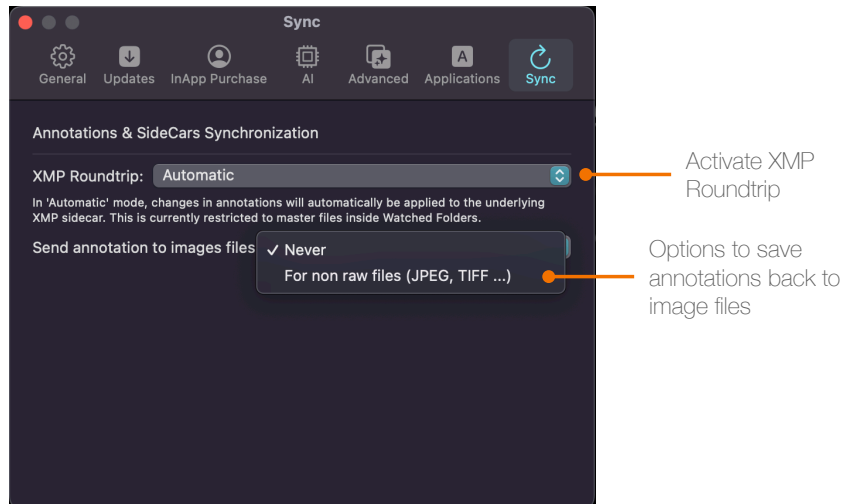 Sync
General Updates InApp Purchase AI Advanced Applications Sync
Annotations & SideCars Synchronization
XMP Roundtrip: Automatic
In 'Automatic' mode, changes in annotations will automatically be applied to the underlying
XMP sidecar. This is currently restricted to master files inside Watched Folders.
Send annotation to images files
✓ Never
For non raw files (JPEG, TIFF ...)
Activate XMP
Roundtrip
Options to save
annotations back to
image files